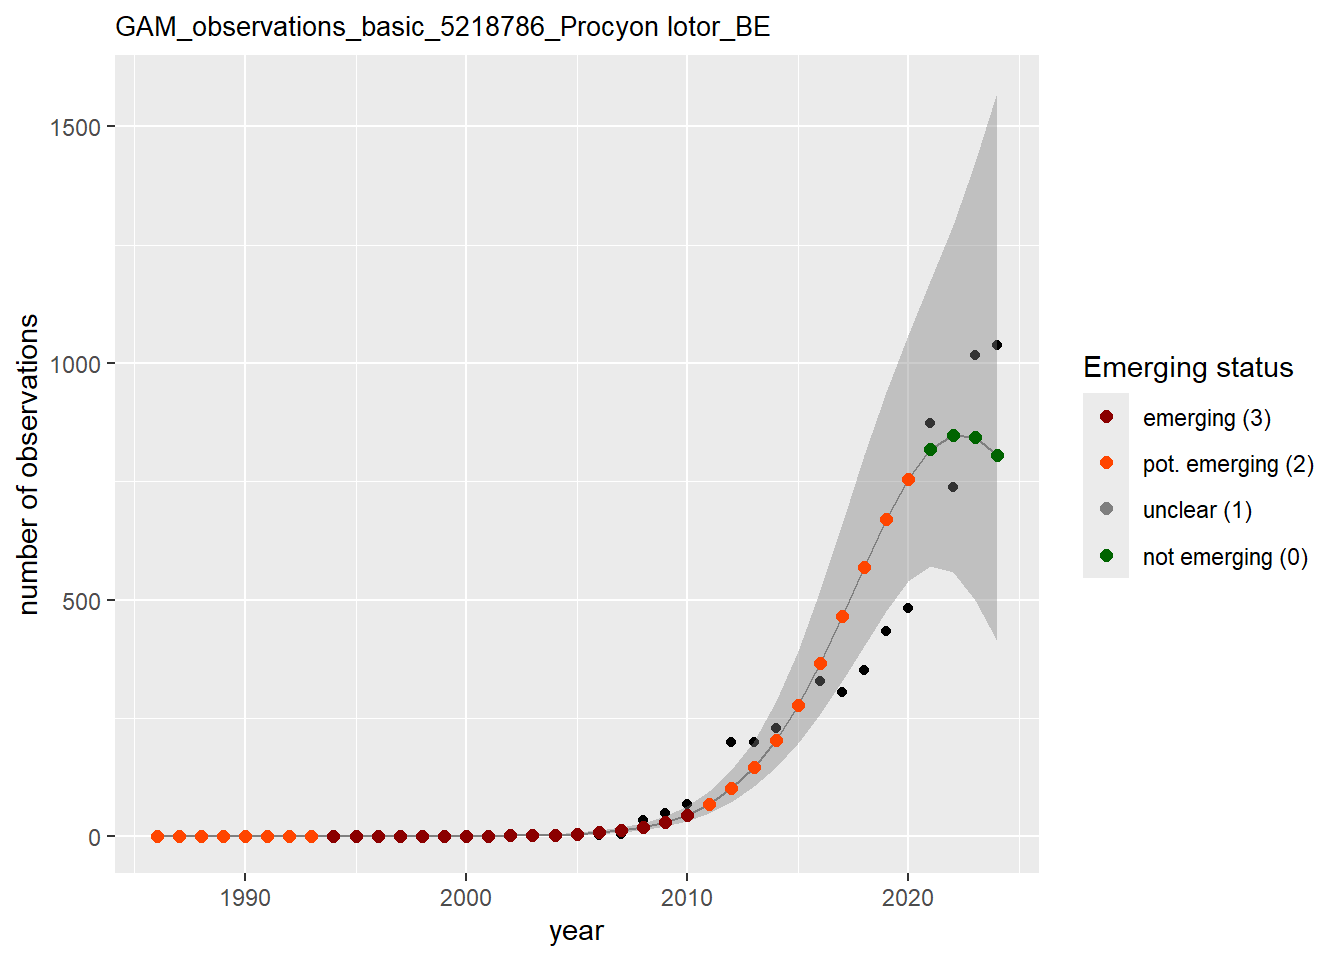 GAM_observations_basic_5218786_Procyon lotor_BE
1500
1000
500
0
number of observations
1990
2000
2010
2020
year
Emerging status
emerging (3)
pot. emerging (2)
unclear (1)
not emerging (0)